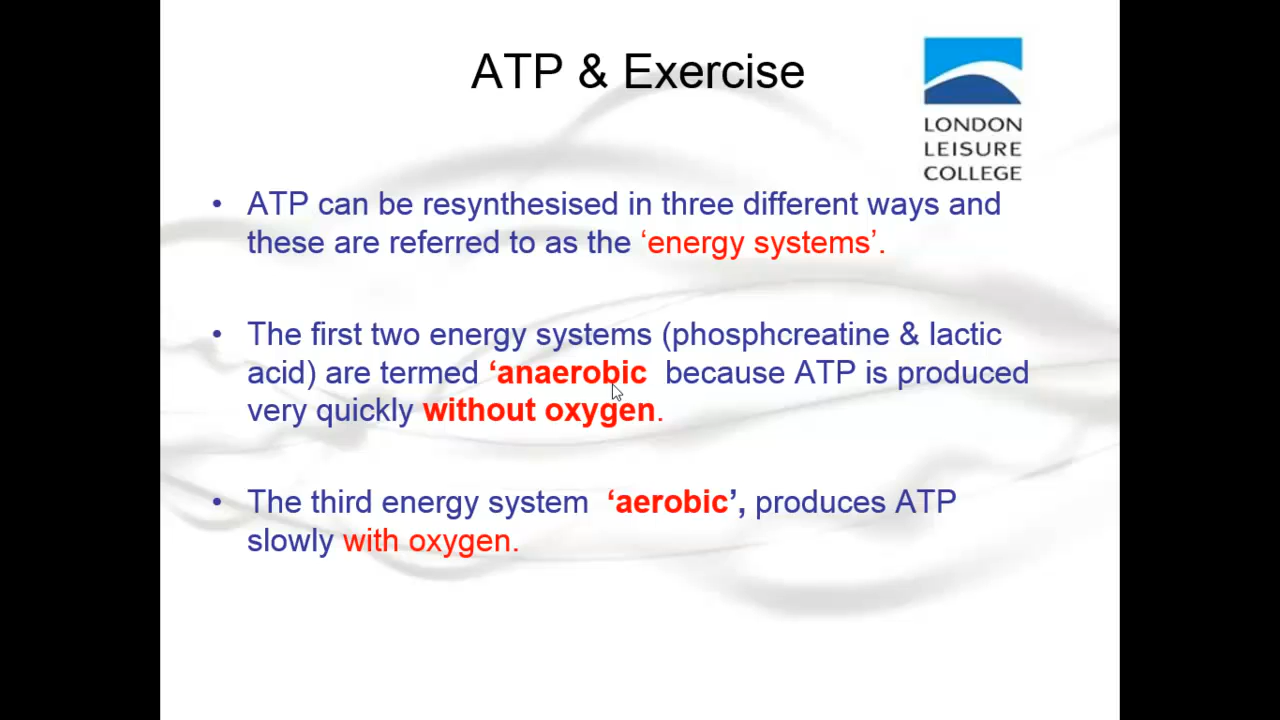 ATP & Exercise
LONDON
LEISURE
COLLEGE
• ATP can be resynthesised in three different ways and
these are referred to as the ‘energy systems’.
• The first two energy systems (phosphcreatine & lactic
acid) are termed ‘anaerobic because ATP is produced
very quickly without oxygen.
• The third energy system ‘aerobic’, produces ATP
slowly with oxygen.